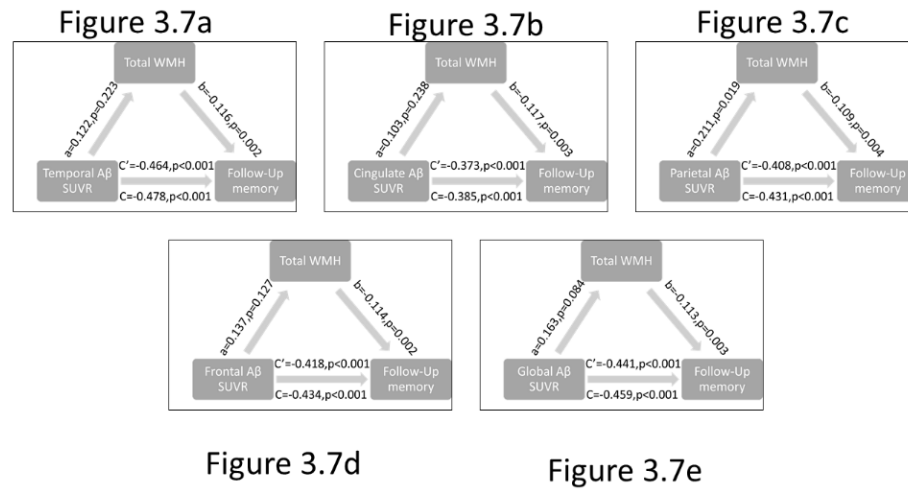 Figure 3.7a
Total WMH
a=0.122,p=0.223
b=-0.116,p=0.002
Temporal Aβ
SUVR
C’=-0.464,p<0.001
C=-0.478,p<0.001
Follow-Up
memory
Figure 3.7b
Total WMH
a=0.103,p=0.238
b=-0.117,p=0.003
Cingulate Aβ
SUVR
C’=-0.373,p<0.001
C=-0.385,p<0.001
Follow-Up
memory
Figure 3.7c
Total WMH
a=0.211,p=0.019
b=-0.109,p=0.004
Parietal Aβ
SUVR
C’=-0.408,p<0.001
C=-0.431,p<0.001
Follow-Up
memory
Total WMH
a=0.137,p=0.127
b=-0.114,p=0.002
Frontal Aβ
SUVR
C’=-0.418,p<0.001
C=-0.434,p<0.001
Follow-Up
memory
Figure 3.7d
Total WMH
a=0.163,p=0.084
b=-0.113,p=0.003
Global Aβ
SUVR
C’=-0.441,p<0.001
C=-0.459,p<0.001
Follow-Up
memory
Figure 3.7e